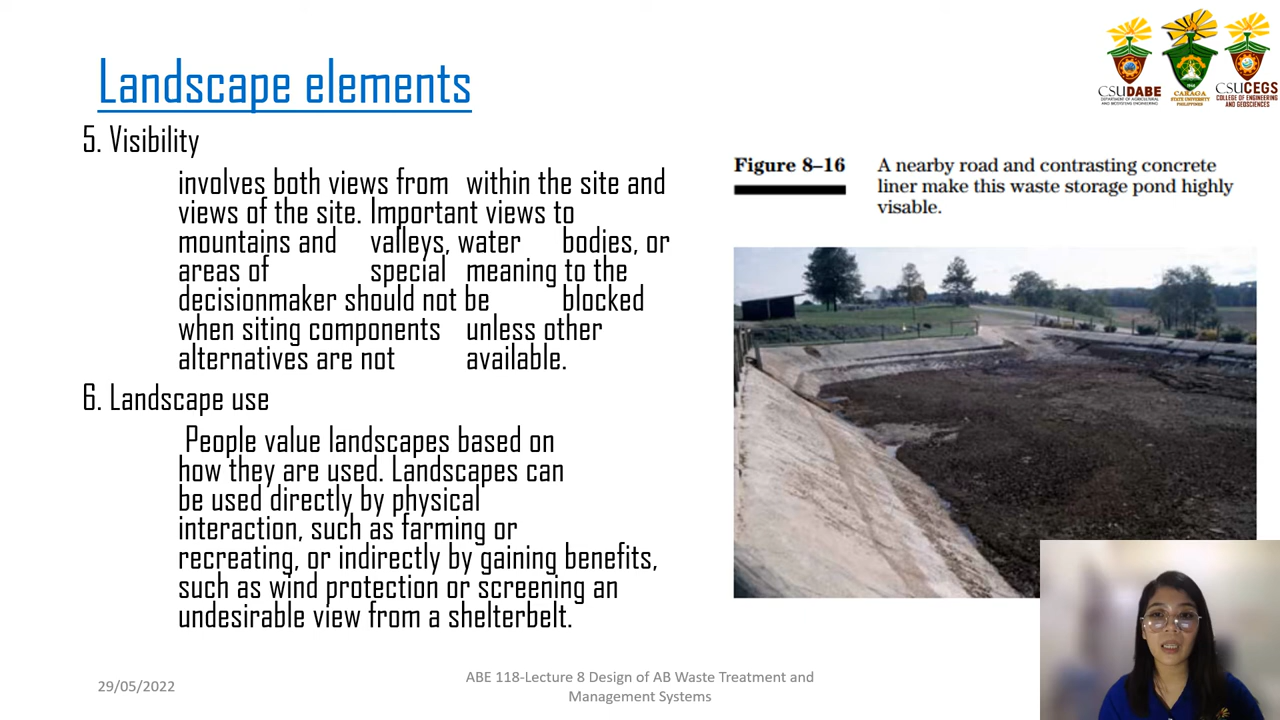 Landscape elements
CSUDABE
DEPARTMENT OF AGRICULTURAL
AND BIOSYSTEMS ENGINEERING
CARAGA
STATE UNIVERSITY
PHILIPPINES
CSUCEGS
COLLEGE OF ENGINEERING
AND GEOSCIENCES
5. Visibility
involves both views from within the site and
views of the site. Important views to
mountains and valleys, water bodies, or
areas of special meaning to the
decisionmaker should not be blocked
when siting components unless other
alternatives are not available.
6. Landscape use
People value landscapes based on
how they are used. Landscapes can
be used directly by physical
interaction, such as farming or
recreating, or indirectly by gaining benefits,
such as wind protection or screening an
undesirable view from a shelterbelt.
Figure 8–16 A nearby road and contrasting concrete
liner make this waste storage pond highly
visable.
29/05/2022
ABE 118-Lecture 8 Design of AB Waste Treatment and
Management Systems